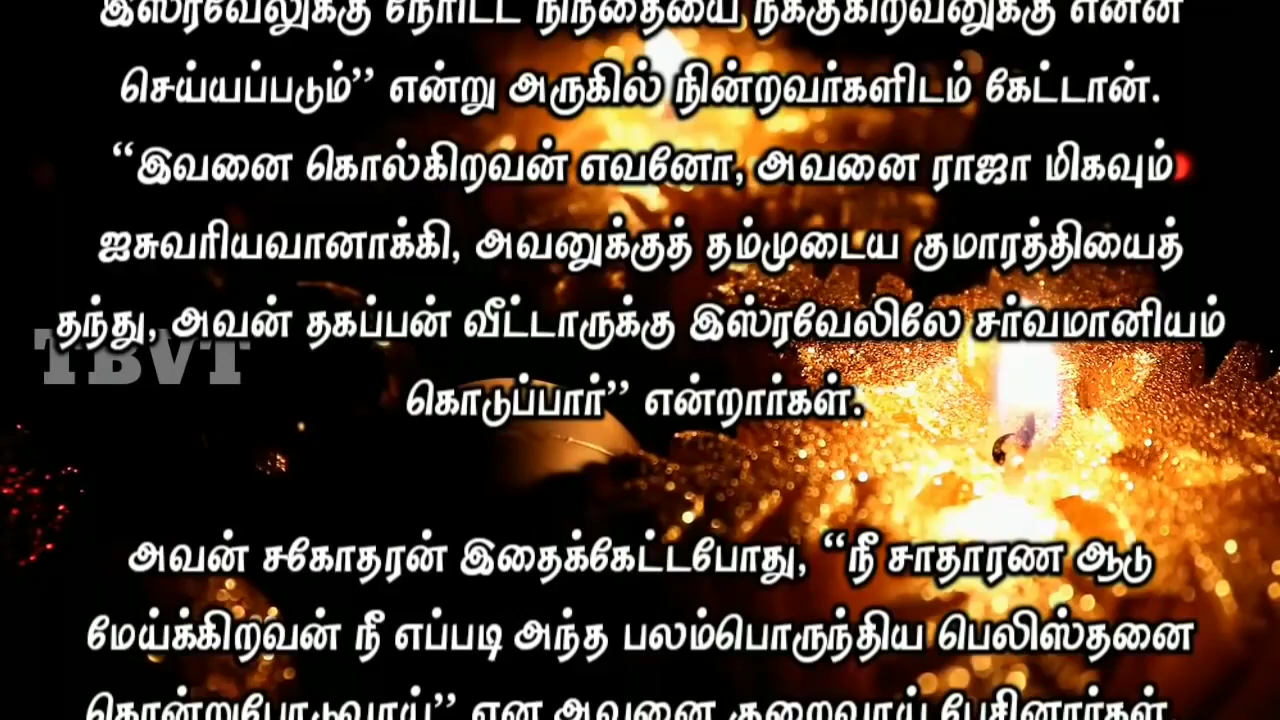 இஸ்ரவேலுக்கு நேரிட்ட நிந்தையை நீக்குகிறவனுக்கு என்ன
செய்யப்படும்” என்று அருகில் நின்றவர்களிடம் கேட்டான்.
“இவனை கொல்கிறவன் எவனோ, அவனை ராஜா மிகவும்
ஐசுவரியவானாக்கி, அவனுக்குத் தம்முடைய குமாரத்தியைத்
தந்து, அவன் தகப்பன் வீட்டாருக்கு இஸ்ரவேலிலே சர்வமானியம்
TBVT
கொடுப்பார்” என்றார்கள்.
அவன் சகோதரன் இதைக்கேட்டபோது, “நீ சாதாரண ஆடு
மேய்க்கிறவன் நீ எப்படி அந்த பலம்பொருந்திய பெலிஸ்தனை
கொன்றுபோடுவாய்” என அவனை குறைவாய் பேசினார்கள்